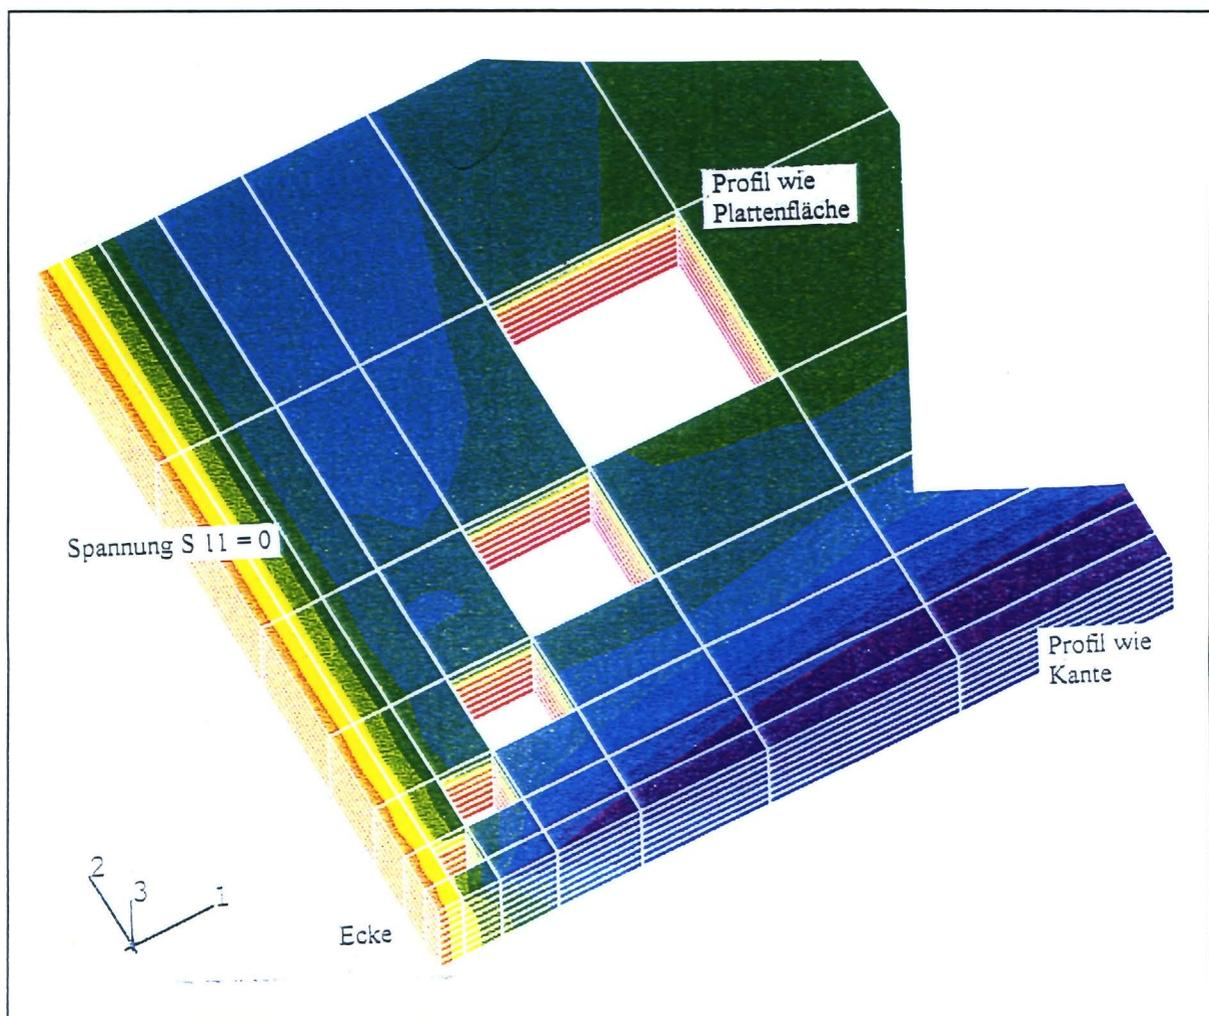 Profil wie
Plattenfläche
Spannung S 11 = 0
Profil wie
Kante
2
3
1
Ecke